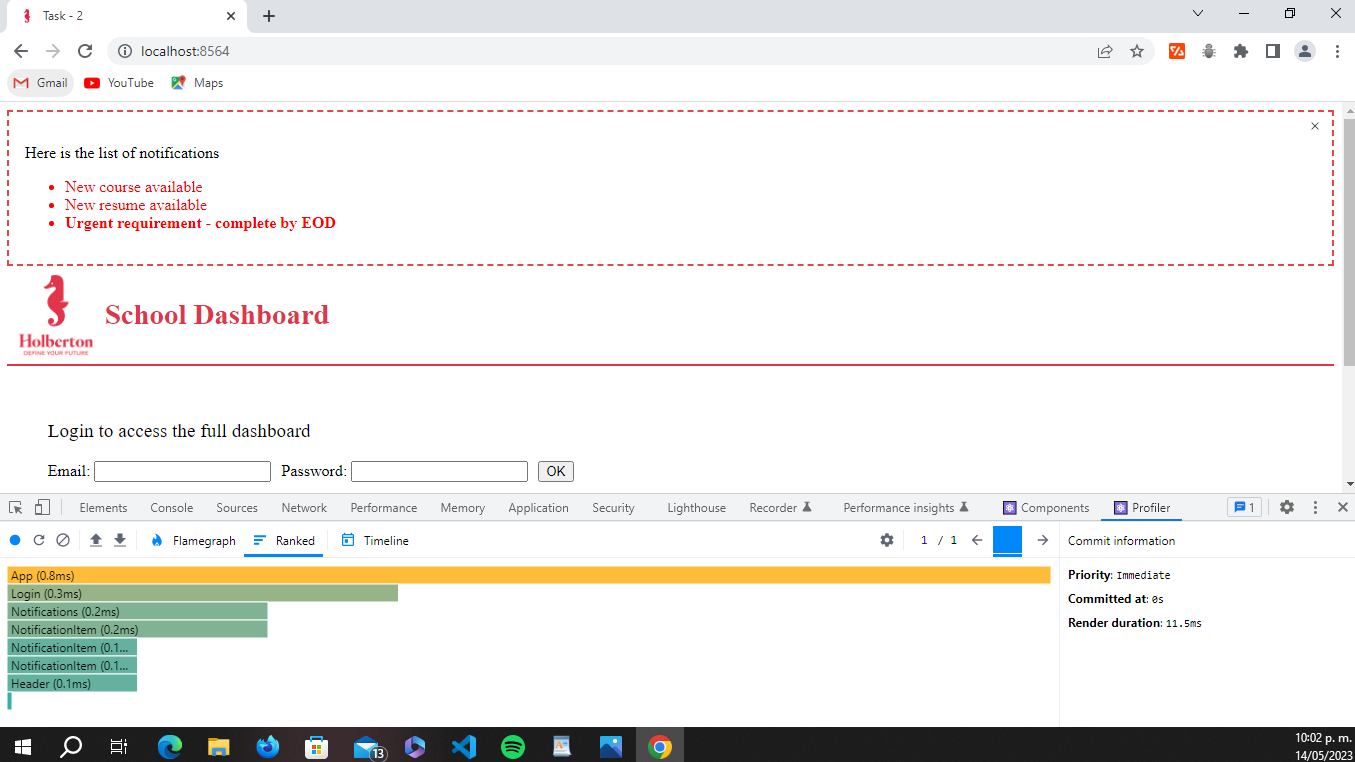 Task - 2
localhost:8564
Gmail YouTube Maps
Here is the list of notifications
New course available
New resume available
Urgent requirement - complete by EOD
Holberton
DEFINE YOUR FUTURE
School Dashboard
Login to access the full dashboard
Email: Password: OK
Elements Console Sources Network Performance Memory Application Security Lighthouse Recorder Performance insights Components Profiler 1
Flamegraph Ranked Timeline 1 / 1 Commit information
App (0.8ms)
Login (0.3ms)
Notifications (0.2ms)
NotificationItem (0.2ms)
NotificationItem (0.1...
NotificationItem (0.1...
Header (0.1ms)
Priority: Immediate
Committed at: 0s
Render duration: 11.5ms
13
10:02 p. m.
14/05/2023